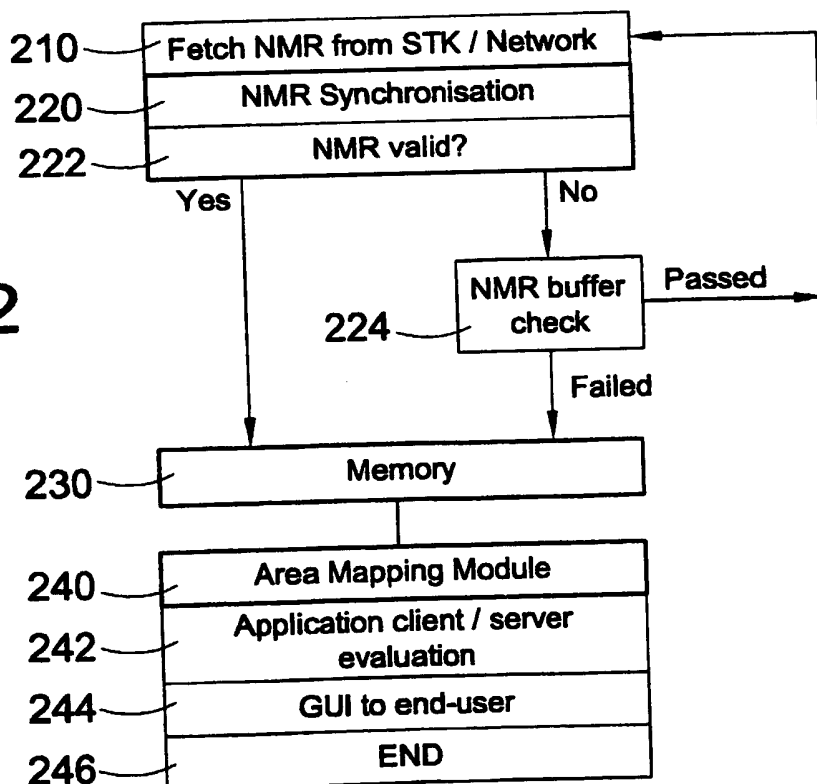 210 Fetch NMR from STK / Network
220 NMR Synchronisation
222 NMR valid?
Yes No
2
224 NMR buffer
check
Passed
Failed
230 Memory
240 Area Mapping Module
242 Application client / server
evaluation
244 GUI to end-user
246 END